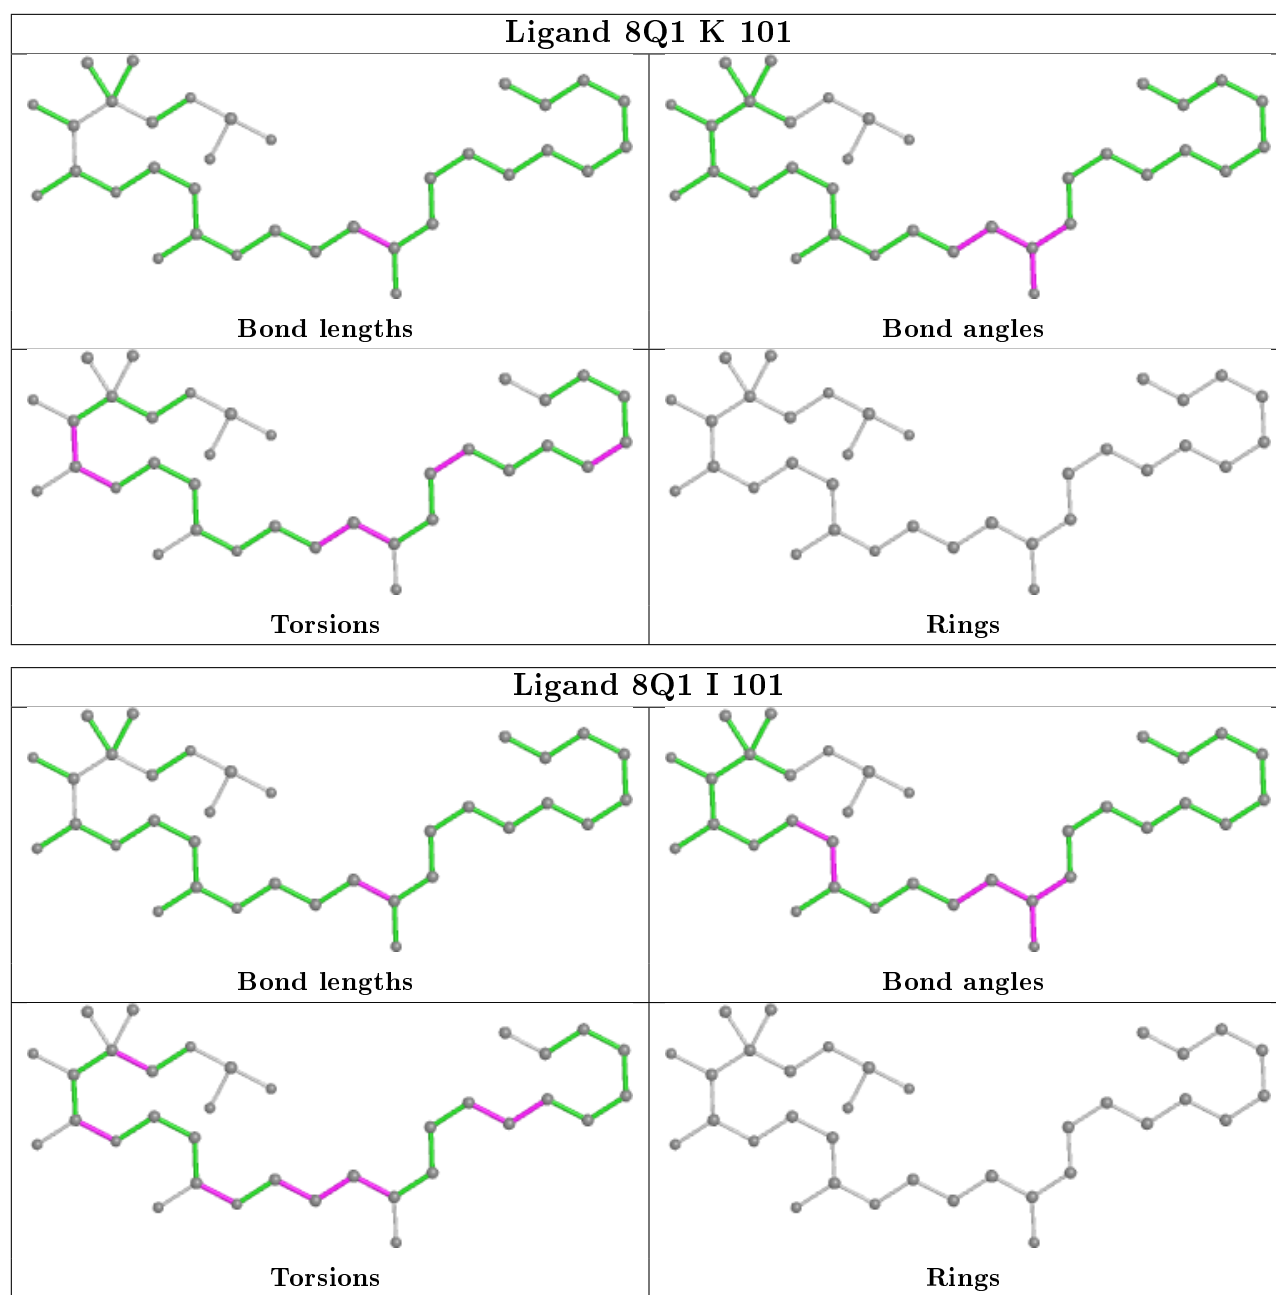 Ligand 8Q1 K 101
Bond lengths
Bond angles
Torsions
Rings
Ligand 8Q1 I 101
Bond lengths
Bond angles
Torsions
Rings